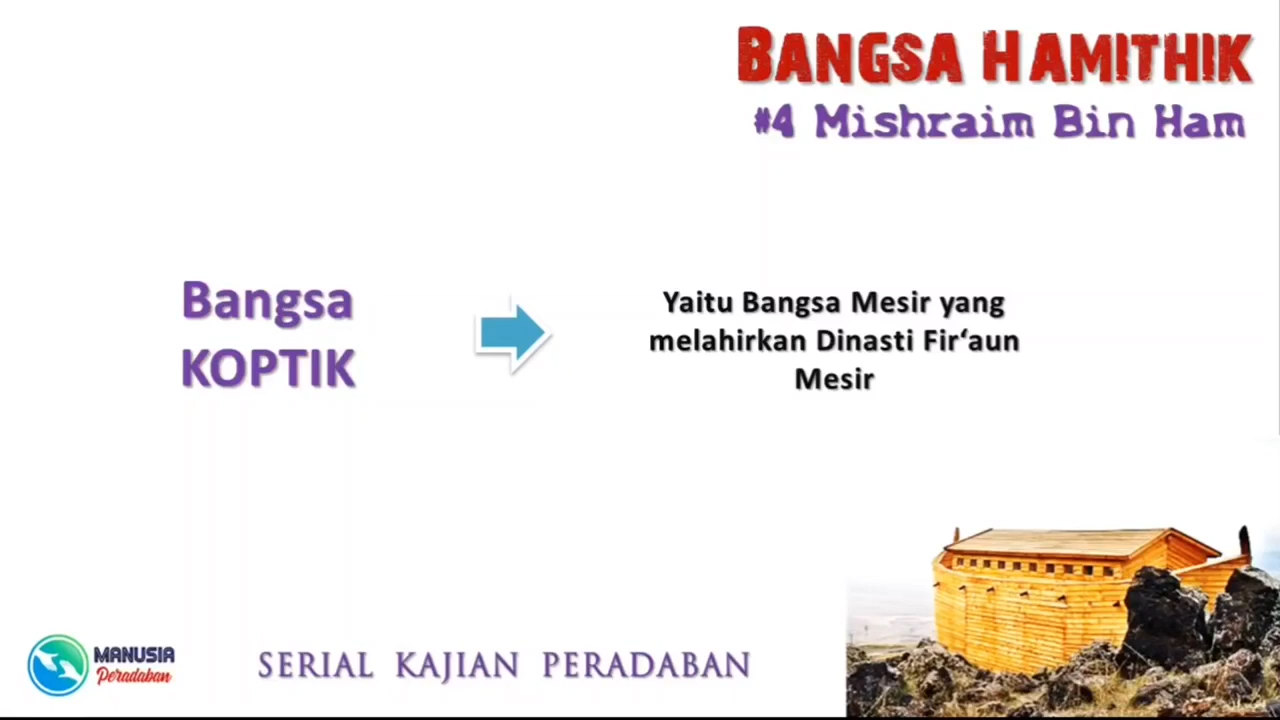 BANGSA HAMITHIK
#4 Mishraim Bin Ham
Bangsa
KOPTIK
Yaitu Bangsa Mesir yang
melahirkan Dinasti Fir‘aun
Mesir
MANUSIA
Peradaban
SERIAL KAJIAN PERADABAN